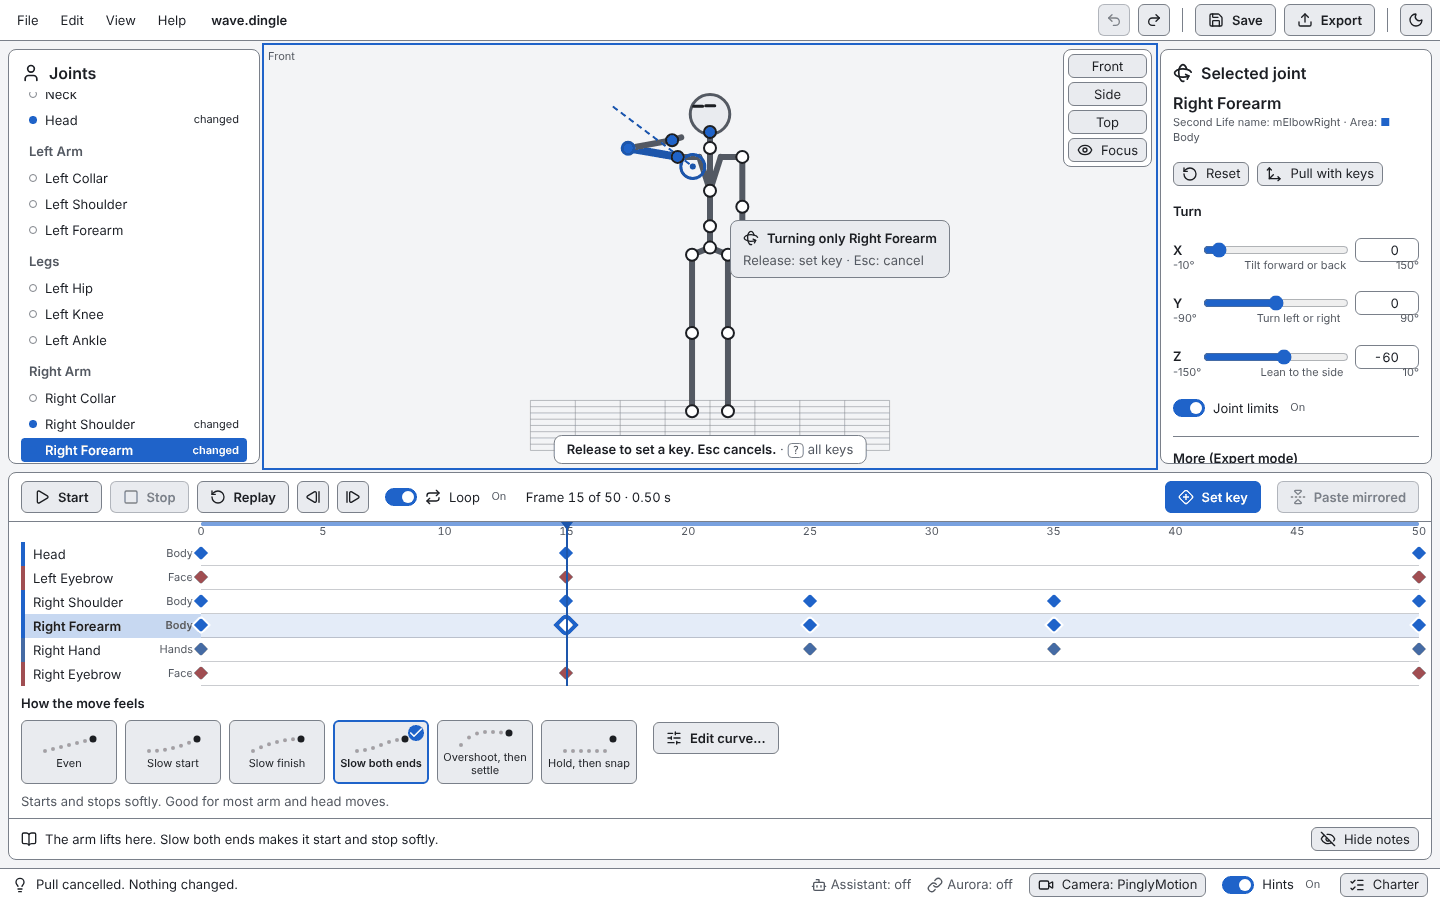 File Edit View Help wave.dingle
Save Export
Joints
Neck
Head changed
Left Arm
Left Collar
Left Shoulder
Left Forearm
Legs
Left Hip
Left Knee
Left Ankle
Right Arm
Right Collar
Right Shoulder changed
Right Forearm changed
Front
Front
Side
Top
Focus
Turning only Right Forearm
Release: set key · Esc: cancel
Release to set a key. Esc cancels. · ? all keys
Selected joint
Right Forearm
Second Life name: mElbowRight · Area:
Body
Reset Pull with keys
Turn
X 0
-10° Tilt forward or back 150°
Y 0
-90° Turn left or right 90°
Z -60
-150° Lean to the side 10°
Joint limits On
More (Expert mode)
Start Stop Replay Loop On Frame 15 of 50 · 0.50 s
Set key Paste mirrored
0 5 10 15 20 25 30 35 40 45 50
Head Body
Left Eyebrow Face
Right Shoulder Body
Right Forearm Body
Right Hand Hands
Right Eyebrow Face
How the move feels
Even
Slow start
Slow finish
Slow both ends
Overshoot, then
settle
Hold, then snap
Edit curve...
Starts and stops softly. Good for most arm and head moves.
The arm lifts here. Slow both ends makes it start and stop softly.
Hide notes
Pull cancelled. Nothing changed.
Assistant: off Aurora: off Camera: PinglyMotion Hints On Charter